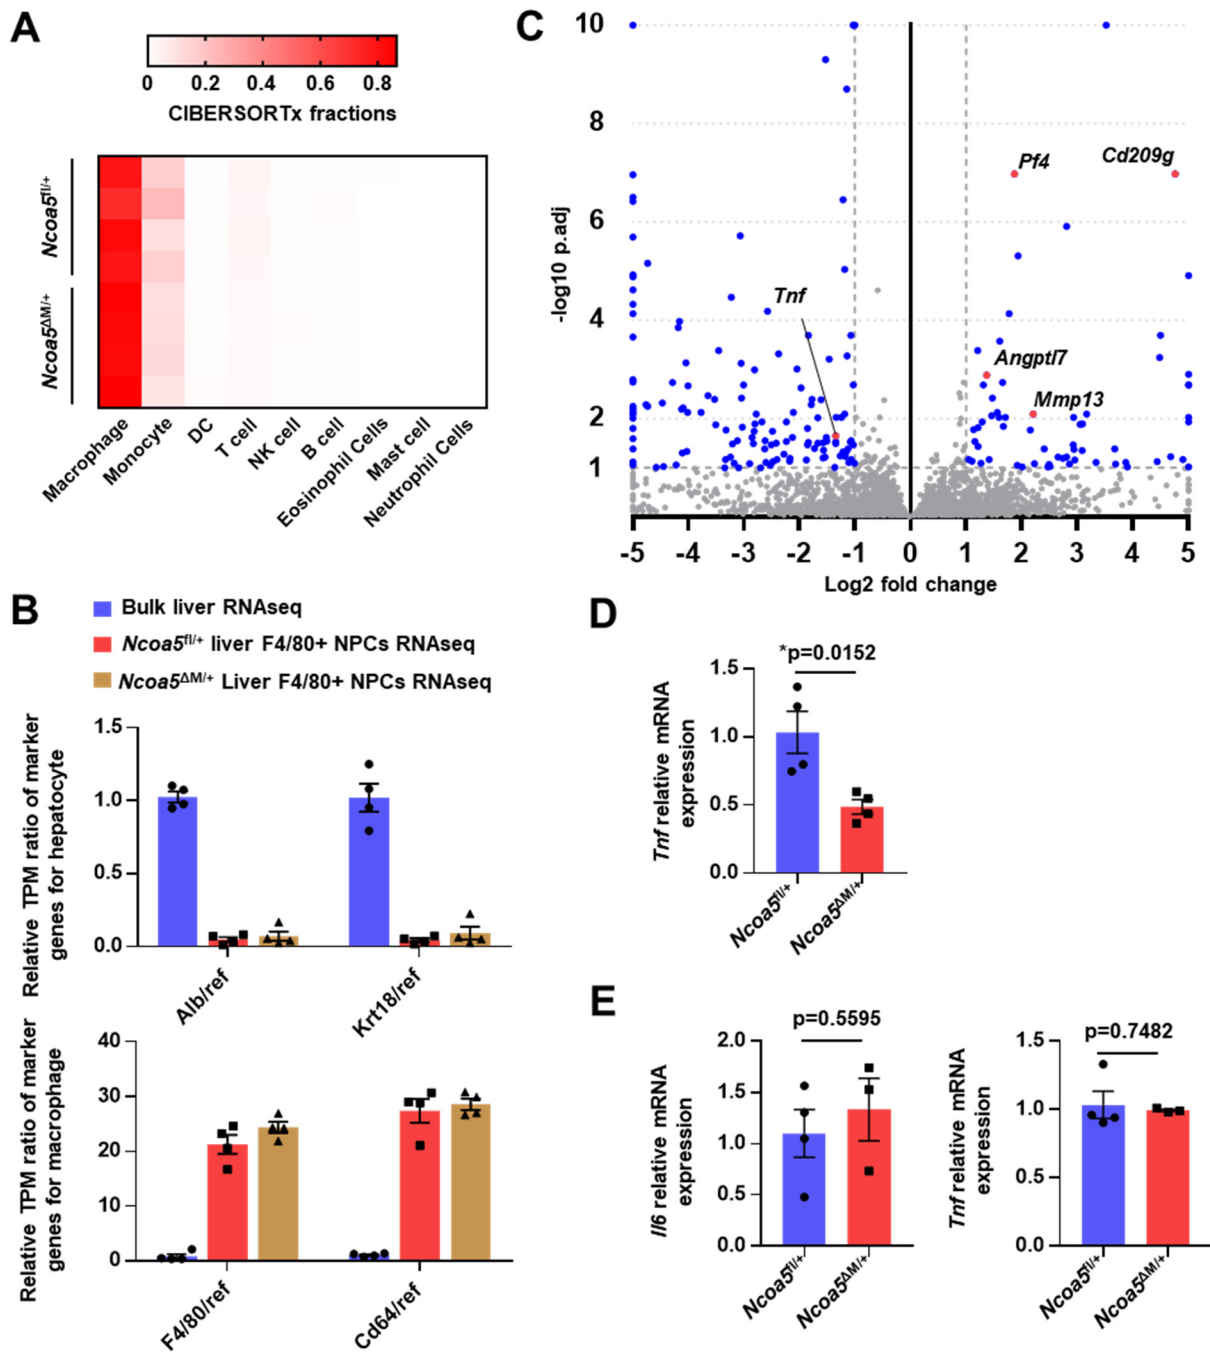 A
0 0.2 0.4 0.6 0.8
CIBERSORTx fractions
Ncoa5fl/+
Ncoa5ΔM/+
Macrophage
Monocyte
DC
T cell
NK cell
B cell
Eosinophil Cells
Mast cell
Neutrophil Cells
C
-log10 p.adj
10
8
6
4
2
1
Pf4
Cd209g
Tnf
Angptl7
Mmp13
-5 -4 -3 -2 -1 0 1 2 3 4 5
Log2 fold change
B
Bulk liver RNAseq
Ncoa5fl/+ liver F4/80+ NPCs RNAseq
Ncoa5ΔM/+ Liver F4/80+ NPCs RNAseq
Relative TPM ratio of marker
genes for hepatocyte
1.5
1.0
0.5
0.0
Alb/ref
Krt18/ref
Relative TPM ratio of marker
genes for macrophage
40
30
20
10
0
F4/80/ref
Cd64/ref
D
*p=0.0152
Tnf relative mRNA
expression
1.5
1.0
0.5
0.0
Ncoa5fl/+
Ncoa5ΔM/+
E
p=0.5595
Il6 relative mRNA
expression
2.0
1.5
1.0
0.5
0.0
Ncoa5fl/+
Ncoa5ΔM/+
p=0.7482
Tnf relative mRNA
expression
1.5
1.0
0.5
0.0
Ncoa5fl/+
Ncoa5ΔM/+